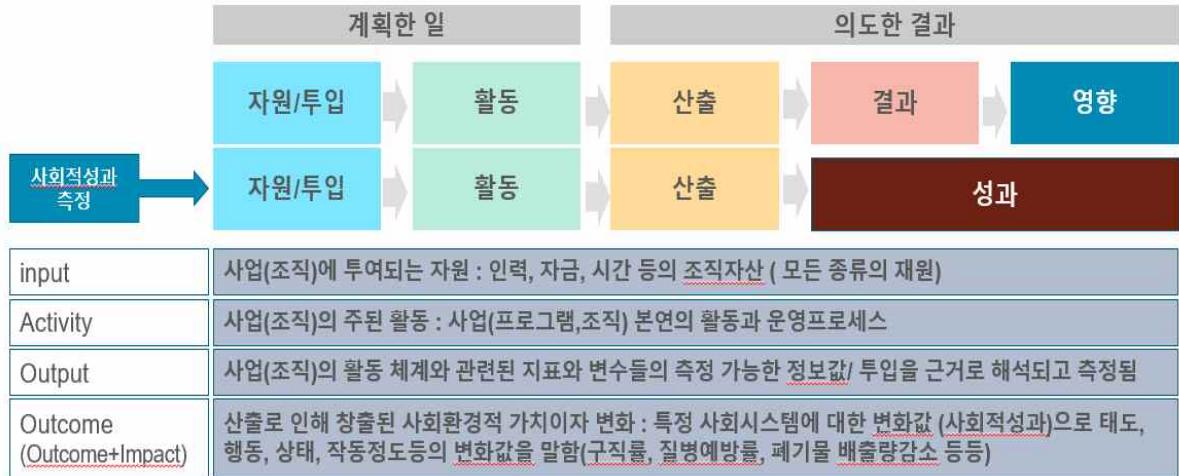 계획한 일
의도한 결과
자원/투입
활동
산출
결과
영향
사회적성과
측정
자원/투입
활동
산출
성과
input
사업(조직)에 투여되는 자원 : 인력, 자금, 시간 등의 조직자산 ( 모든 종류의 재원)
Activity
사업(조직)의 주된 활동 : 사업(프로그램,조직) 본연의 활동과 운영프로세스
Output
사업(조직)의 활동 체계와 관련된 지표와 변수들의 측정 가능한 정보값/ 투입을 근거로 해석되고 측정됨
Outcome
(Outcome+Impact)
산출로 인해 창출된 사회환경적 가치이자 변화 : 특정 사회시스템에 대한 변화값 (사회적성과)으로 태도,
행동, 상태, 작동정도등의 변화값을 말함(구직률, 질병예방률, 폐기물 배출량감소 등등)